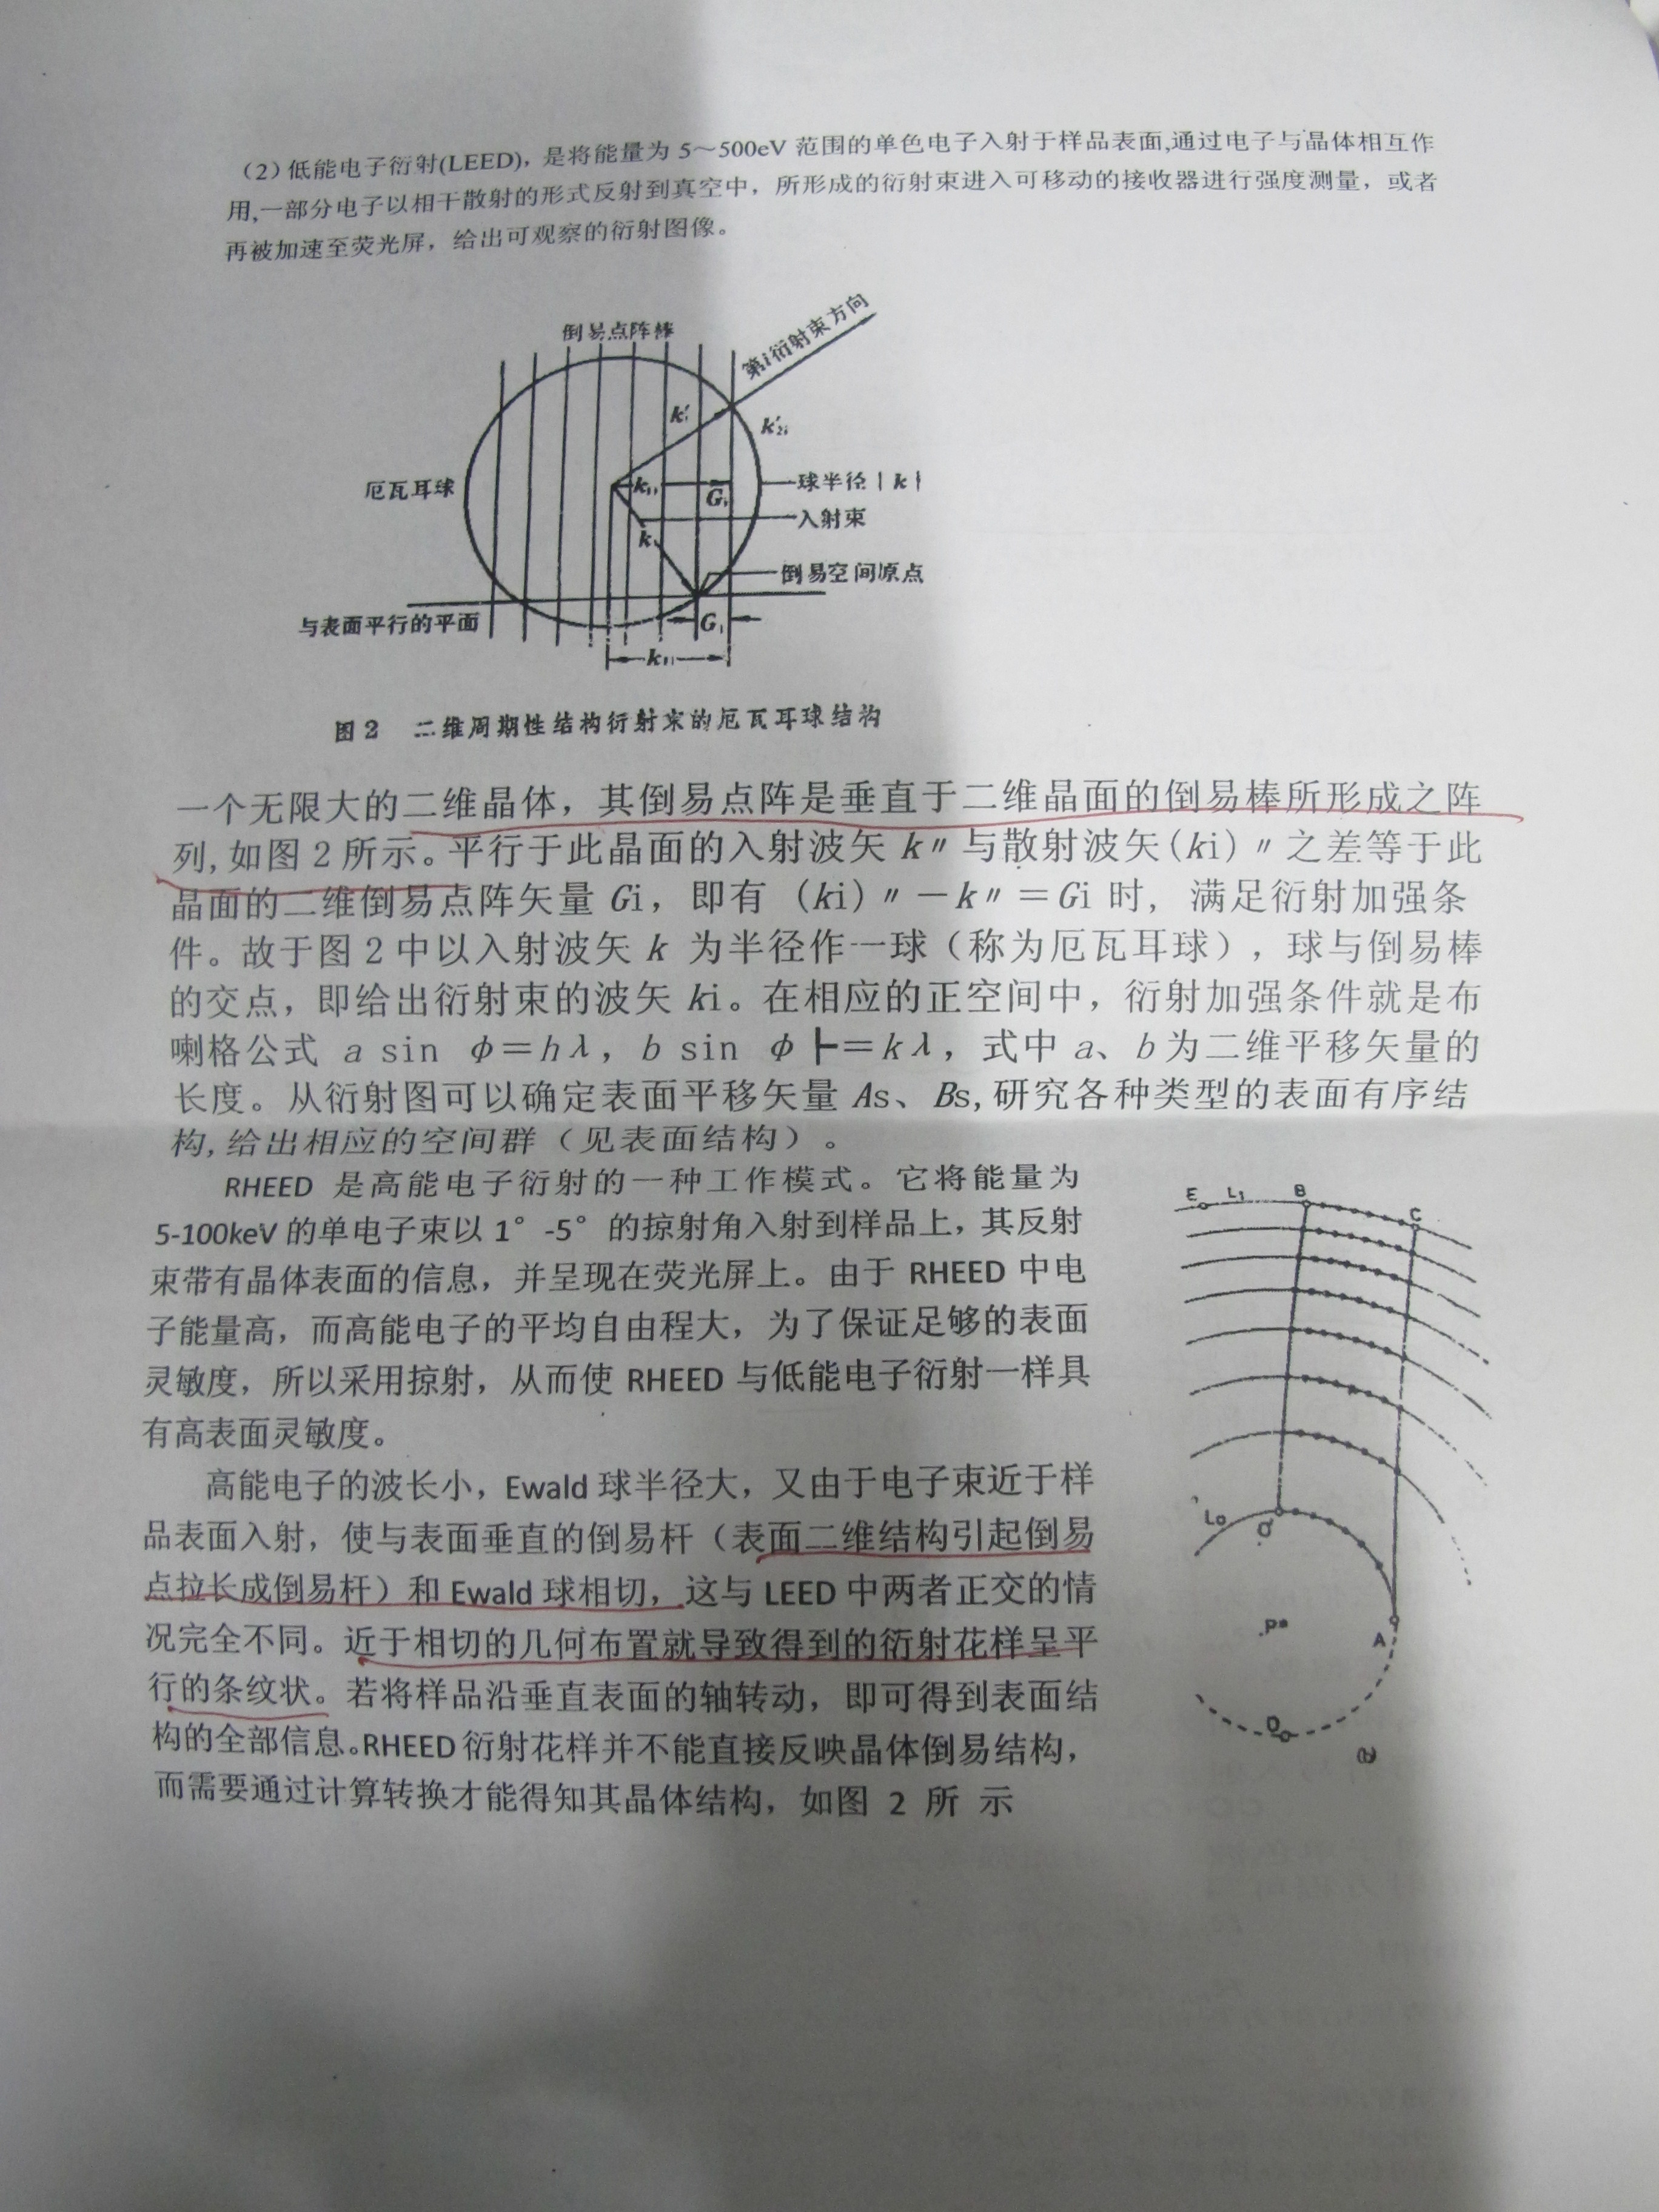 （2）低能电子衍射(LEED)，是将能量为 5～500eV 范围的单色电子入射于样品表面,通过电子与晶体相互作
用,一部分电子以相干散射的形式反射到真空中，所形成的衍射束进入可移动的接收器进行强度测量，或者
再被加速至荧光屏，给出可观察的衍射图像。
倒易点阵棒
第i衍射束方向
厄瓦耳球
球半径 | k |
入射束
倒易空间原点
与表面平行的平面
图 2 二维周期性结构衍射束的厄瓦耳球结构
一个无限大的二维晶体，其倒易点阵是垂直于二维晶面的倒易棒所形成之阵
列,如图 2 所示。平行于此晶面的入射波矢 k〃 与散射波矢(ki)〃 之差等于此
晶面的二维倒易点阵矢量 Gi，即有 (ki)〃－k〃＝Gi 时，满足衍射加强条
件。故于图 2 中以入射波矢 k 为半径作一球（称为厄瓦耳球），球与倒易棒
的交点，即给出衍射束的波矢 ki。在相应的正空间中，衍射加强条件就是布
喇格公式 a sin φ＝hλ，b sin φ┣＝kλ，式中 a、b 为二维平移矢量的
长度。从衍射图可以确定表面平移矢量 As、Bs,研究各种类型的表面有序结
构,给出相应的空间群（见表面结构）。
RHEED 是高能电子衍射的一种工作模式。它将能量为
5-100keV 的单电子束以 1°-5°的掠射角入射到样品上，其反射
束带有晶体表面的信息，并呈现在荧光屏上。由于 RHEED 中电
子能量高，而高能电子的平均自由程大，为了保证足够的表面
灵敏度，所以采用掠射，从而使 RHEED 与低能电子衍射一样具
有高表面灵敏度。
高能电子的波长小，Ewald 球半径大，又由于电子束近于样
品表面入射，使与表面垂直的倒易杆（表面二维结构引起倒易
点拉长成倒易杆）和 Ewald 球相切，这与 LEED 中两者正交的情
况完全不同。近于相切的几何布置就导致得到的衍射花样呈平
行的条纹状。若将样品沿垂直表面的轴转动，即可得到表面结
构的全部信息。RHEED 衍射花样并不能直接反映晶体倒易结构，
而需要通过计算转换才能得知其晶体结构，如图 2 所 示
E L₁ B C
L₀
P
A